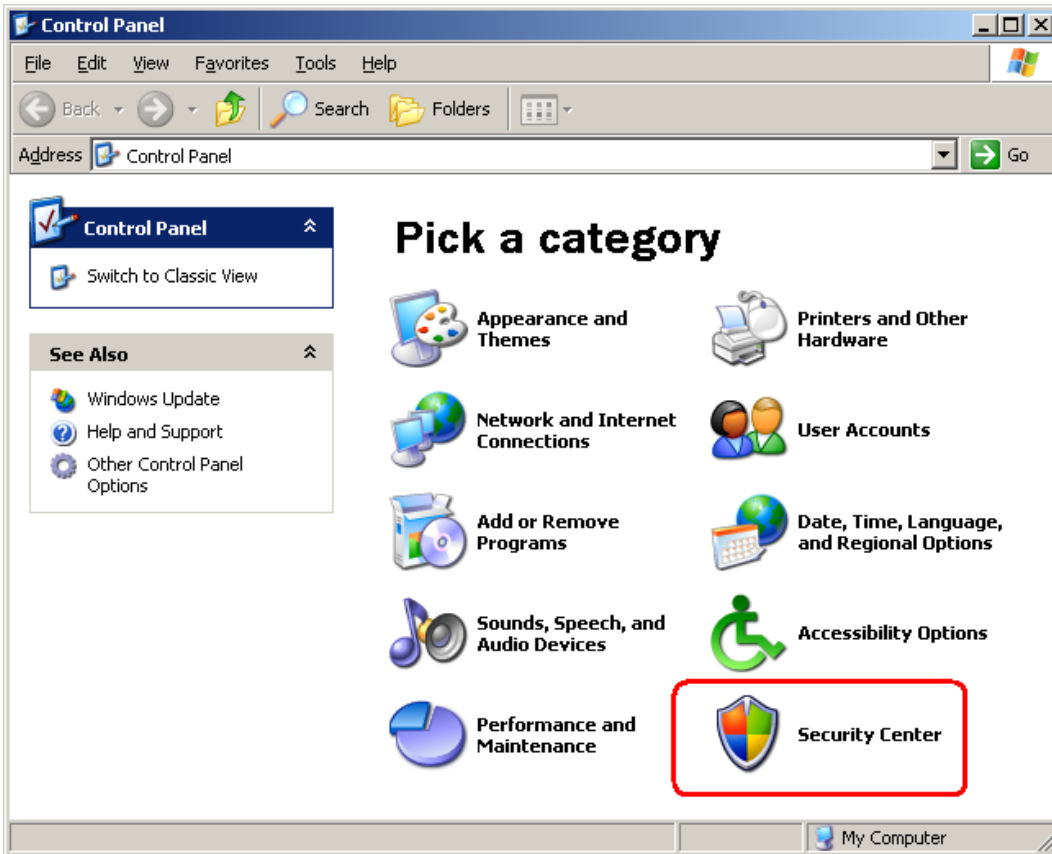 Control Panel
File Edit View Favorites Tools Help
Back Search Folders
Address Control Panel Go
Control Panel
Switch to Classic View
See Also
Windows Update
Help and Support
Other Control Panel
Options
Pick a category
Appearance and
Themes
Printers and Other
Hardware
Network and Internet
Connections
User Accounts
Add or Remove
Programs
Date, Time, Language,
and Regional Options
Sounds, Speech, and
Audio Devices
Accessibility Options
Performance and
Maintenance
Security Center
My Computer